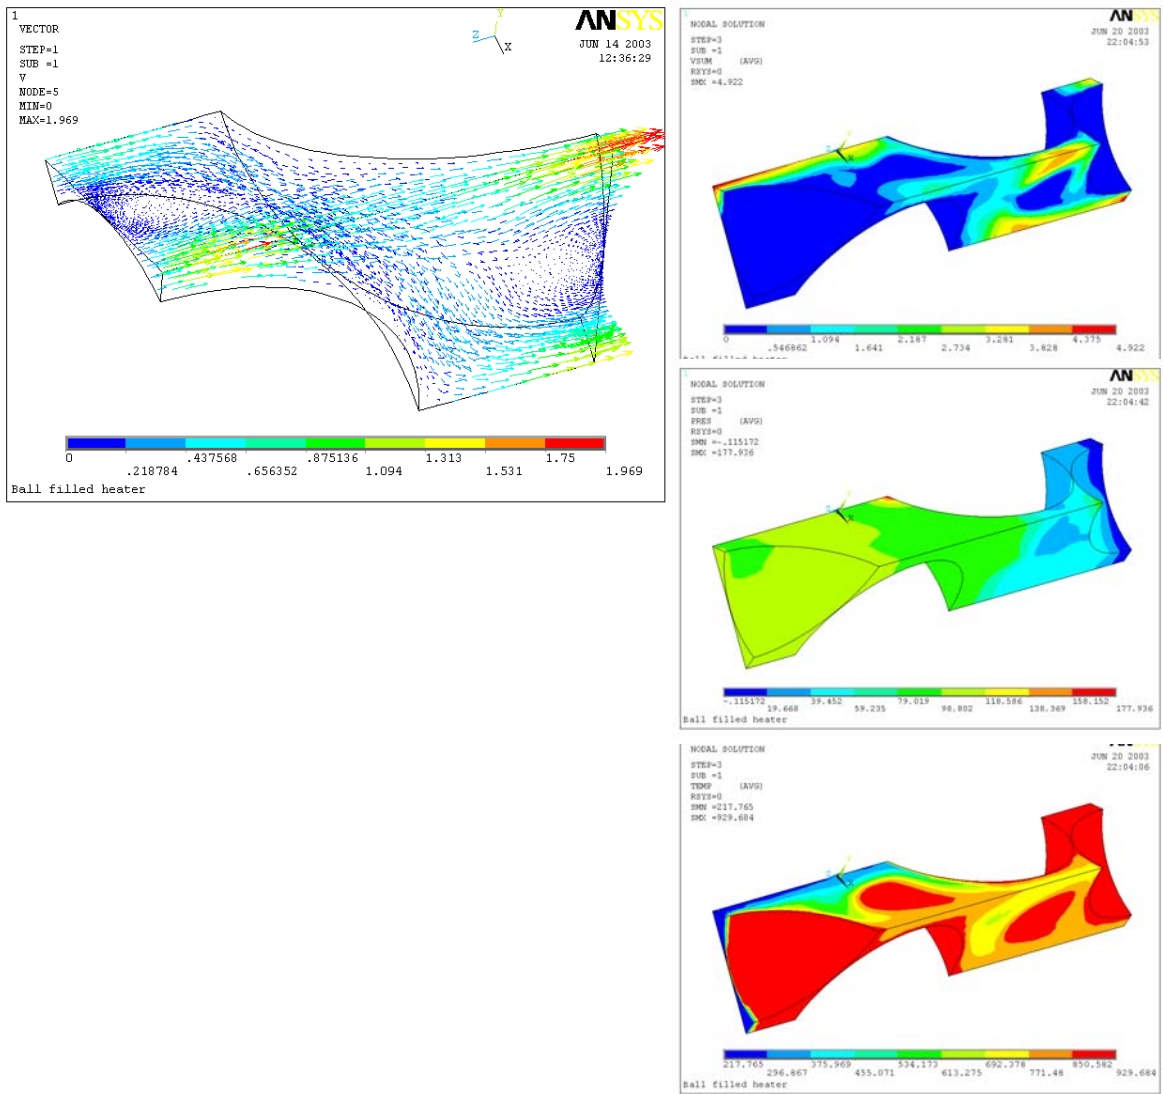 1
VECTOR
STEP=1
SUB =1
V
NODE=5
MIN=0
MAX=1.969
Y
Z
X
ANSYS
JUN 14 2003
12:36:29
0 .437568 .875136 1.313 1.75
.218784 .656352 1.094 1.531 1.969
Ball filled heater
1
NODAL SOLUTION
STEP=3
SUB =1
VSUM (AVG)
RSYS=0
SMX =4.922
ANSYS
JUN 20 2003
22:04:53
0 1.094 2.187 3.281 4.375
.546862 1.641 2.734 3.828 4.922
Ball filled heater
1
NODAL SOLUTION
STEP=3
SUB =1
PRES (AVG)
RSYS=0
SMN =-.115172
SMX =177.936
ANSYS
JUN 20 2003
22:04:42
-.115172 39.452 79.019 118.586 158.152
19.668 59.235 98.802 138.369 177.936
Ball filled heater
NODAL SOLUTION
STEP=3
SUB =1
TEMP (AVG)
RSYS=0
SMN =217.765
SMX =929.684
JUN 20 2003
22:04:06
217.765 375.969 534.173 692.378 850.582
296.867 455.071 613.275 771.48 929.684
Ball filled heater